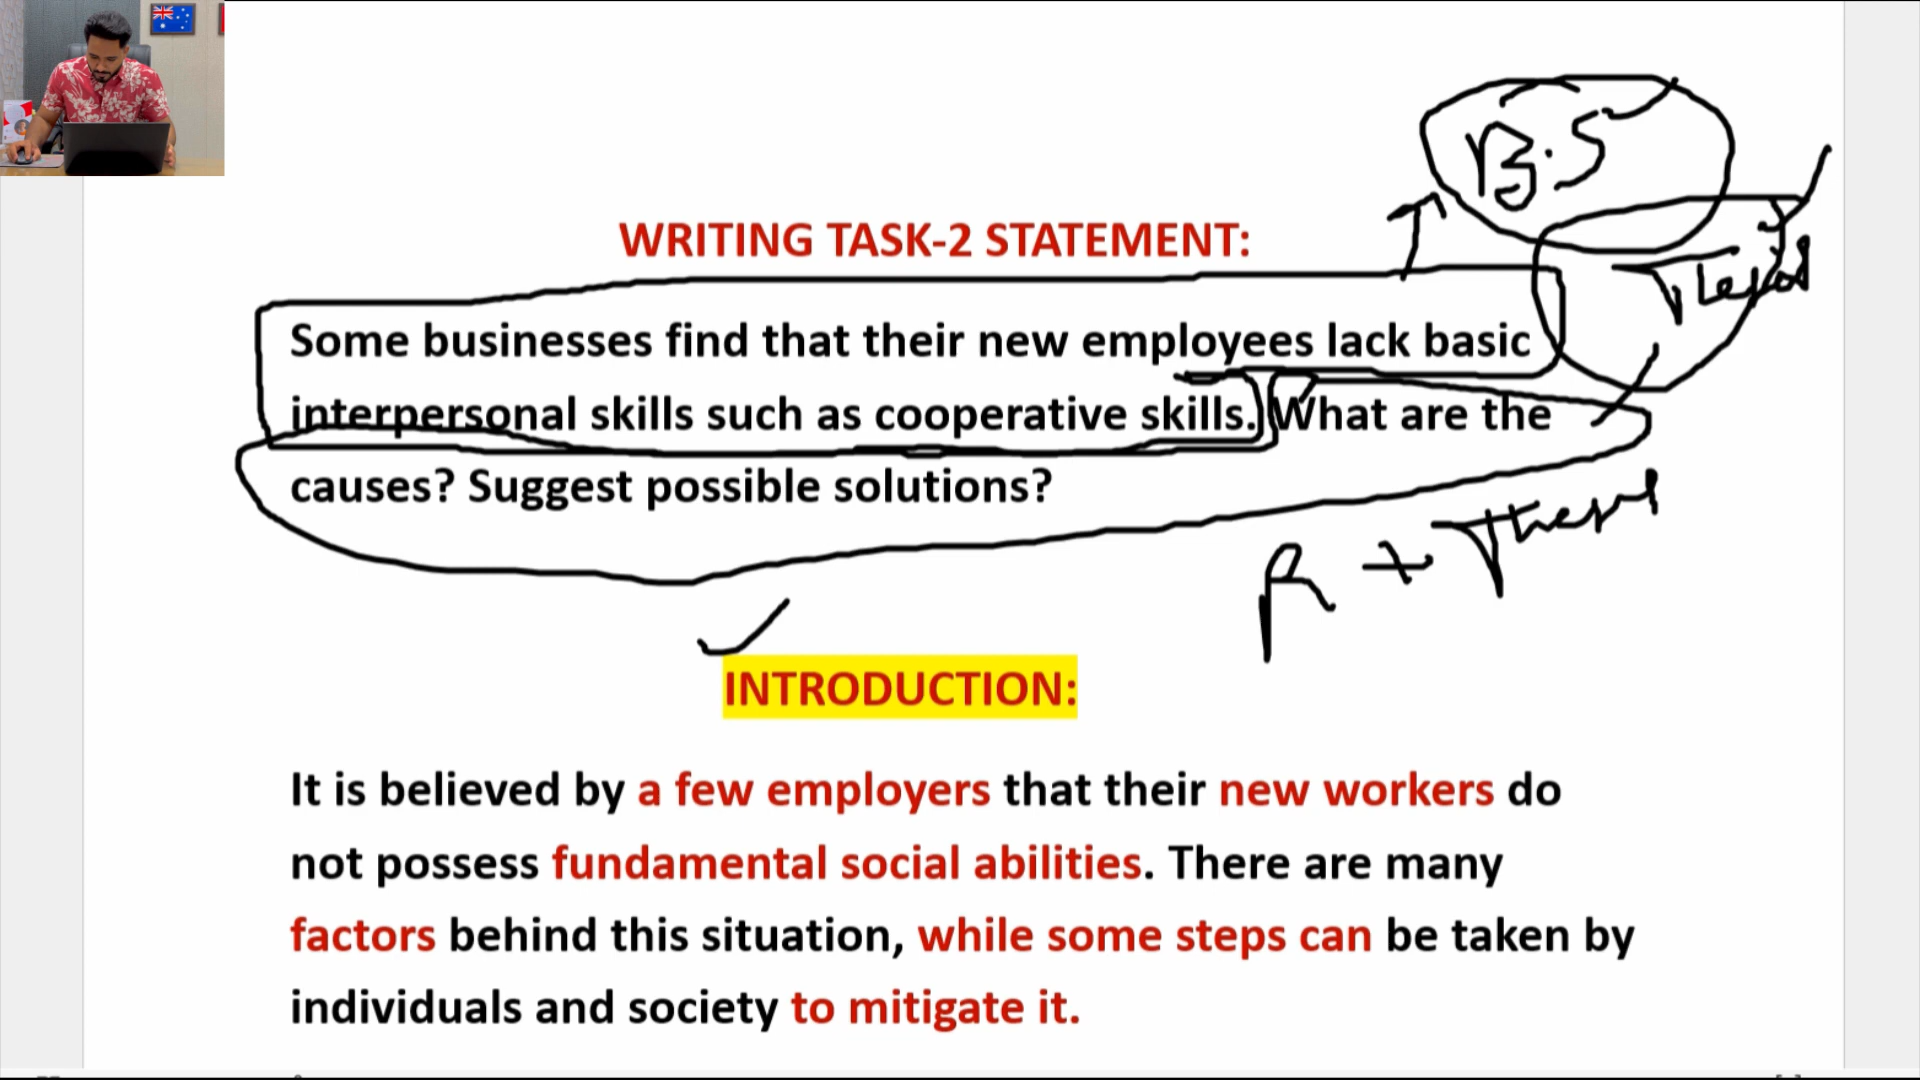 B.S
WRITING TASK-2 STATEMENT:
Some businesses find that their new employees lack basic
interpersonal skills such as cooperative skills. What are the
causes? Suggest possible solutions?
INTRODUCTION:
It is believed by a few employers that their new workers do
not possess fundamental social abilities. There are many
factors behind this situation, while some steps can be taken by
individuals and society to mitigate it.